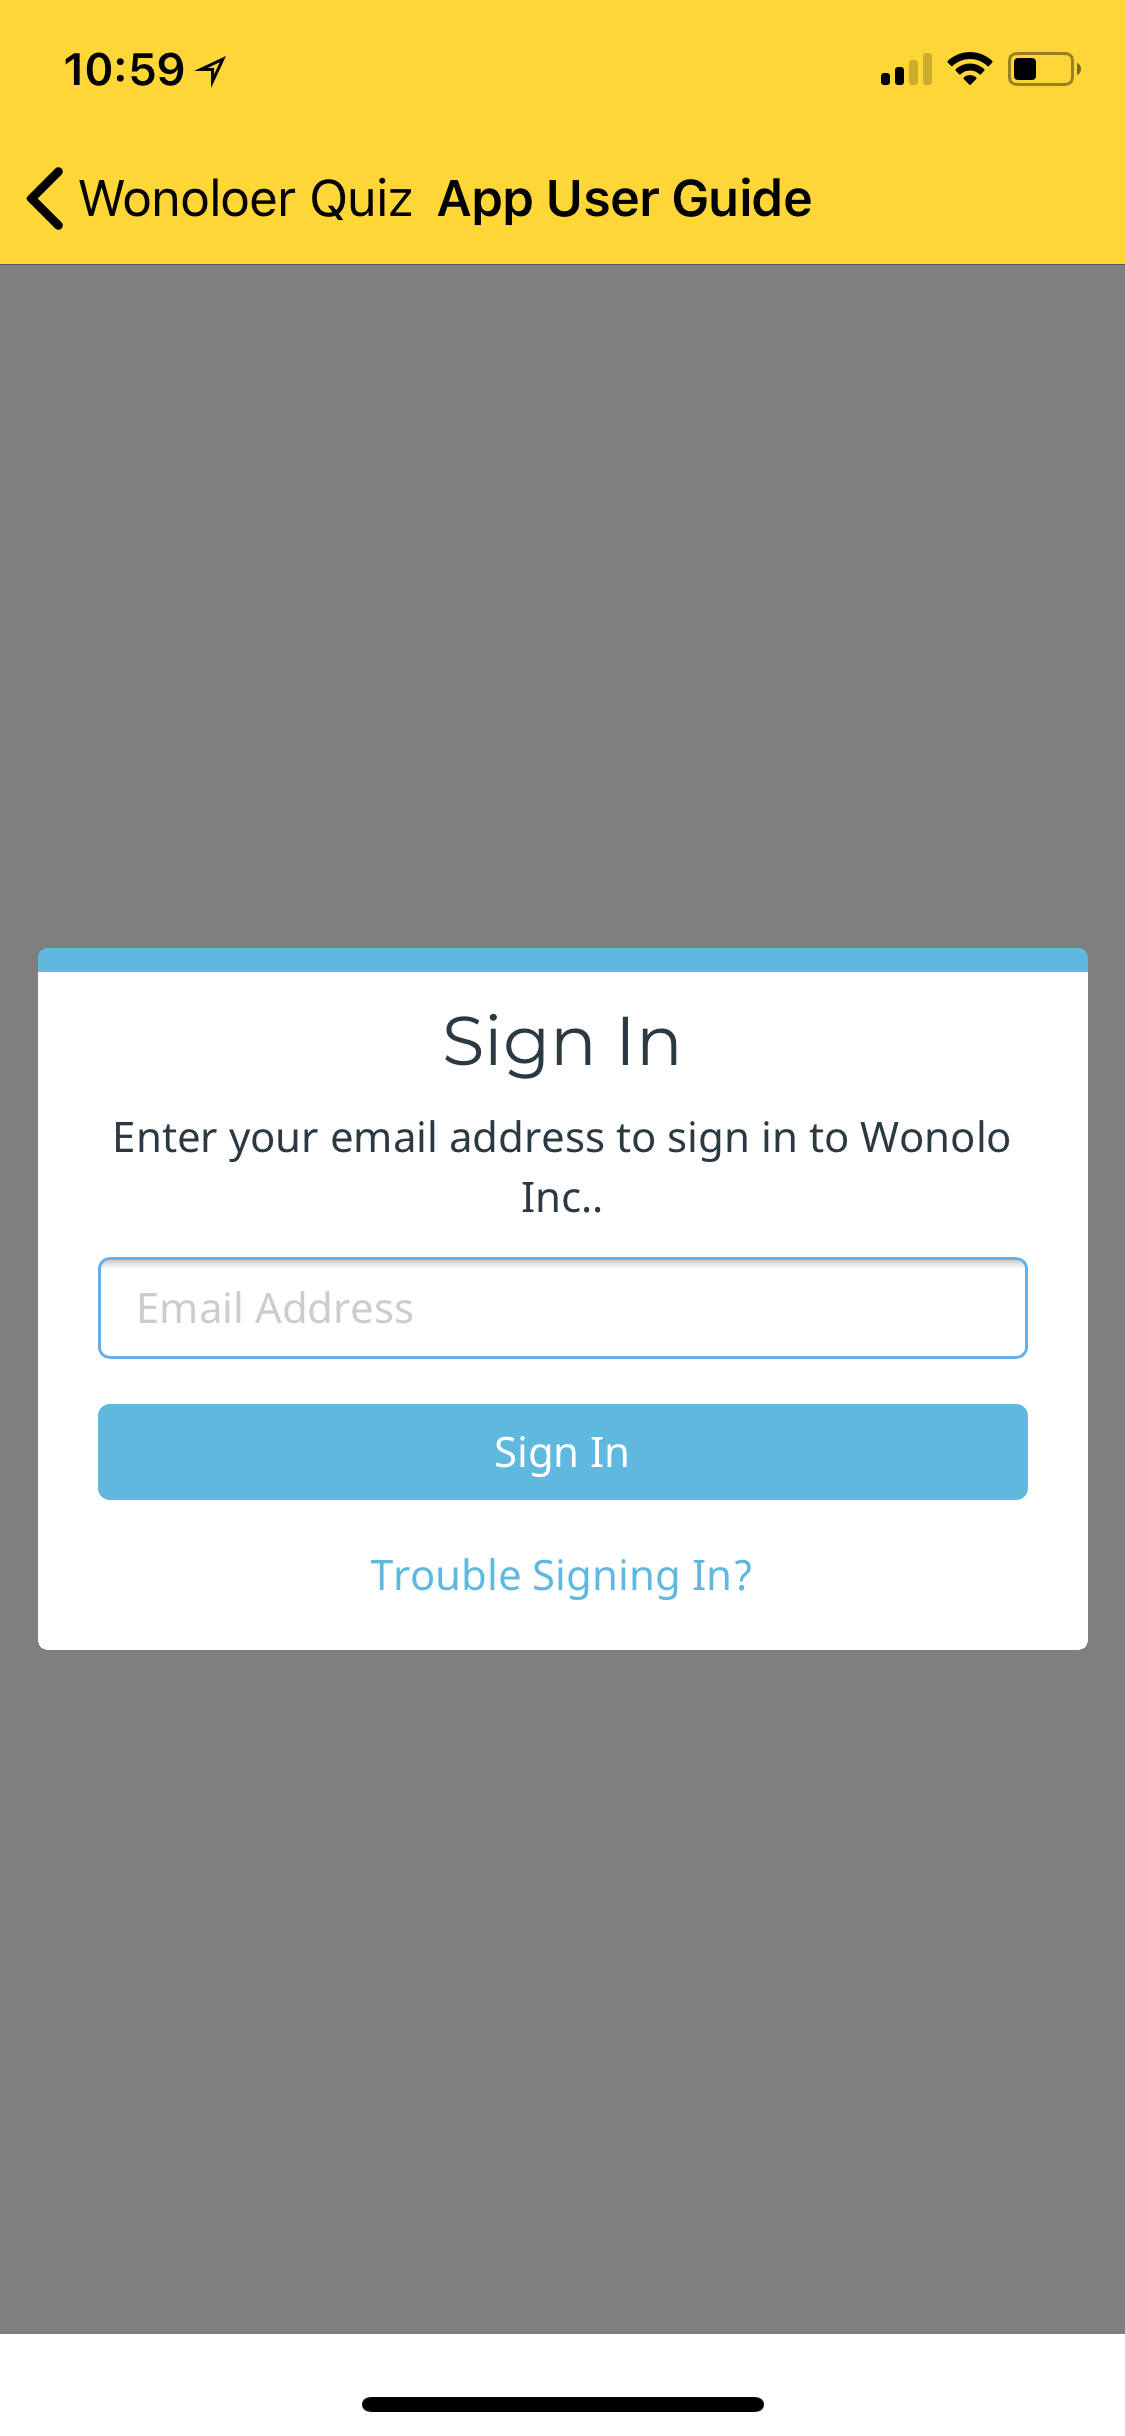 10:59
Wonoloer Quiz App User Guide
Sign In
Enter your email address to sign in to Wonolo
Inc..
Email Address
Sign In
Trouble Signing In?